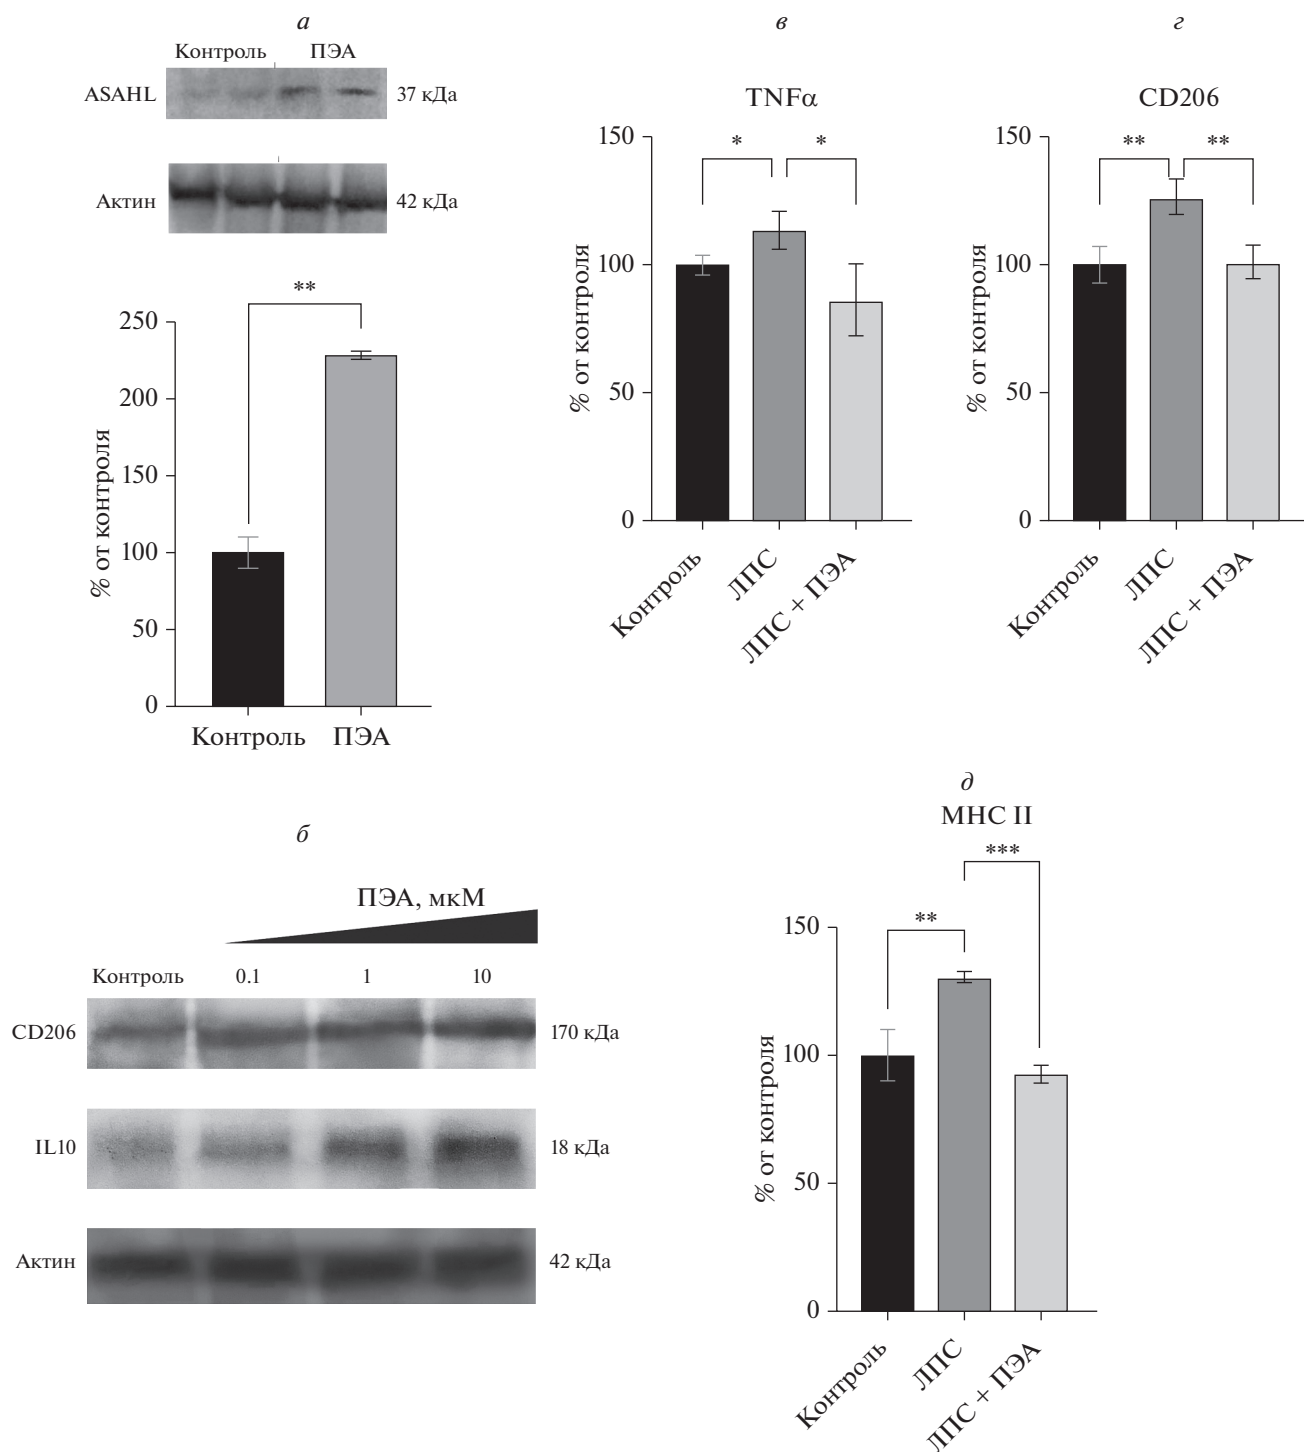 а
Контроль ПЭА
ASAHL 37 кДа
Актин 42 кДа
**
250
200
150
100
50
0
% от контроля
Контроль ПЭА
в
TNFα
* *
150
100
50
0
% от контроля
Контроль
ЛПС
ЛПС + ПЭА
г
CD206
** **
150
100
50
0
% от контроля
Контроль
ЛПС
ЛПС + ПЭА
б
ПЭА, мкМ
Контроль 0.1 1 10
CD206 170 кДа
IL10 18 кДа
Актин 42 кДа
д
MHC II
***
**
150
100
50
0
% от контроля
Контроль
ЛПС
ЛПС + ПЭА